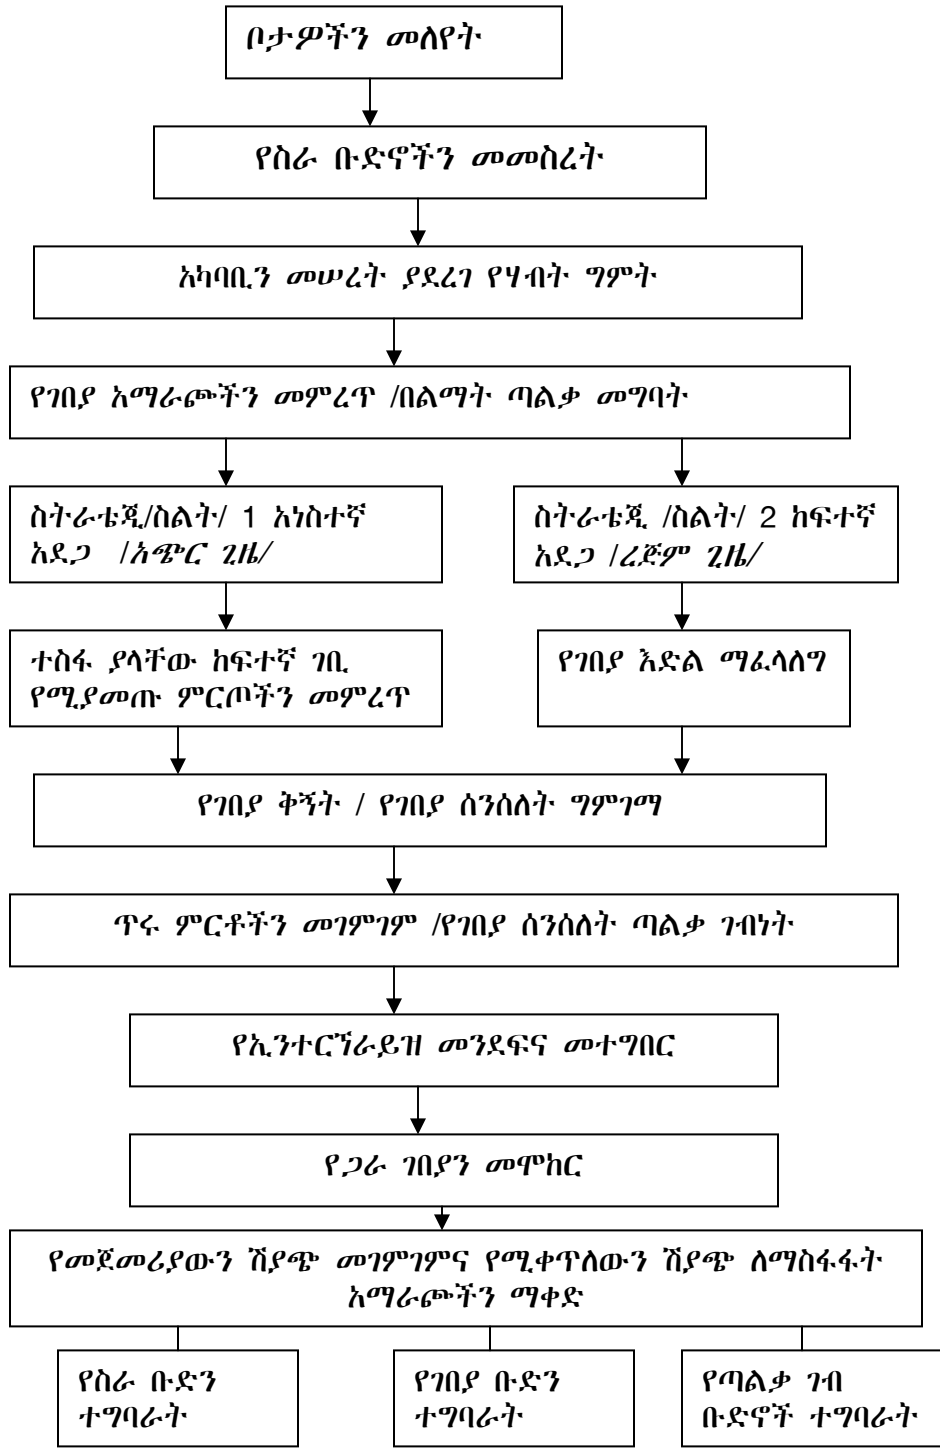 ቦታዎችን መለየት
የስራ ቡድኖችን መመስረት
አካባቢን መሠረት ያደረገ የሃብት ግምት
የገበያ አማራጮችን መምረጥ /በልማት ጣልቃ መግባት
ስትራቴጂ/ስልት/ 1 አነስተኛ
አደጋ /አጭር ጊዜ/
ስትራቴጂ /ስልት/ 2 ከፍተኛ
አደጋ /ረጅም ጊዜ/
ተስፋ ያላቸው ከፍተኛ ገቢ
የሚያመጡ ምርጦችን መምረጥ
የገበያ እድል ማፈላለግ
የገበያ ቅኝት / የገበያ ሰንሰለት ግምገማ
ጥሩ ምርቶችን መገምገም /የገበያ ሰንሰለት ጣልቃ ገብነት
የኢንተርኘራይዝ መንደፍና መተግበር
የጋራ ገበያን መሞከር
የመጀመሪያውን ሽያጭ መገምገምና የሚቀጥለውን ሽያጭ ለማስፋፋት
አማራጮችን ማቀድ
የስራ ቡድን
ተግባራት
የገበያ ቡድን
ተግባራት
የጣልቃ ገብ
ቡድኖች ተግባራት